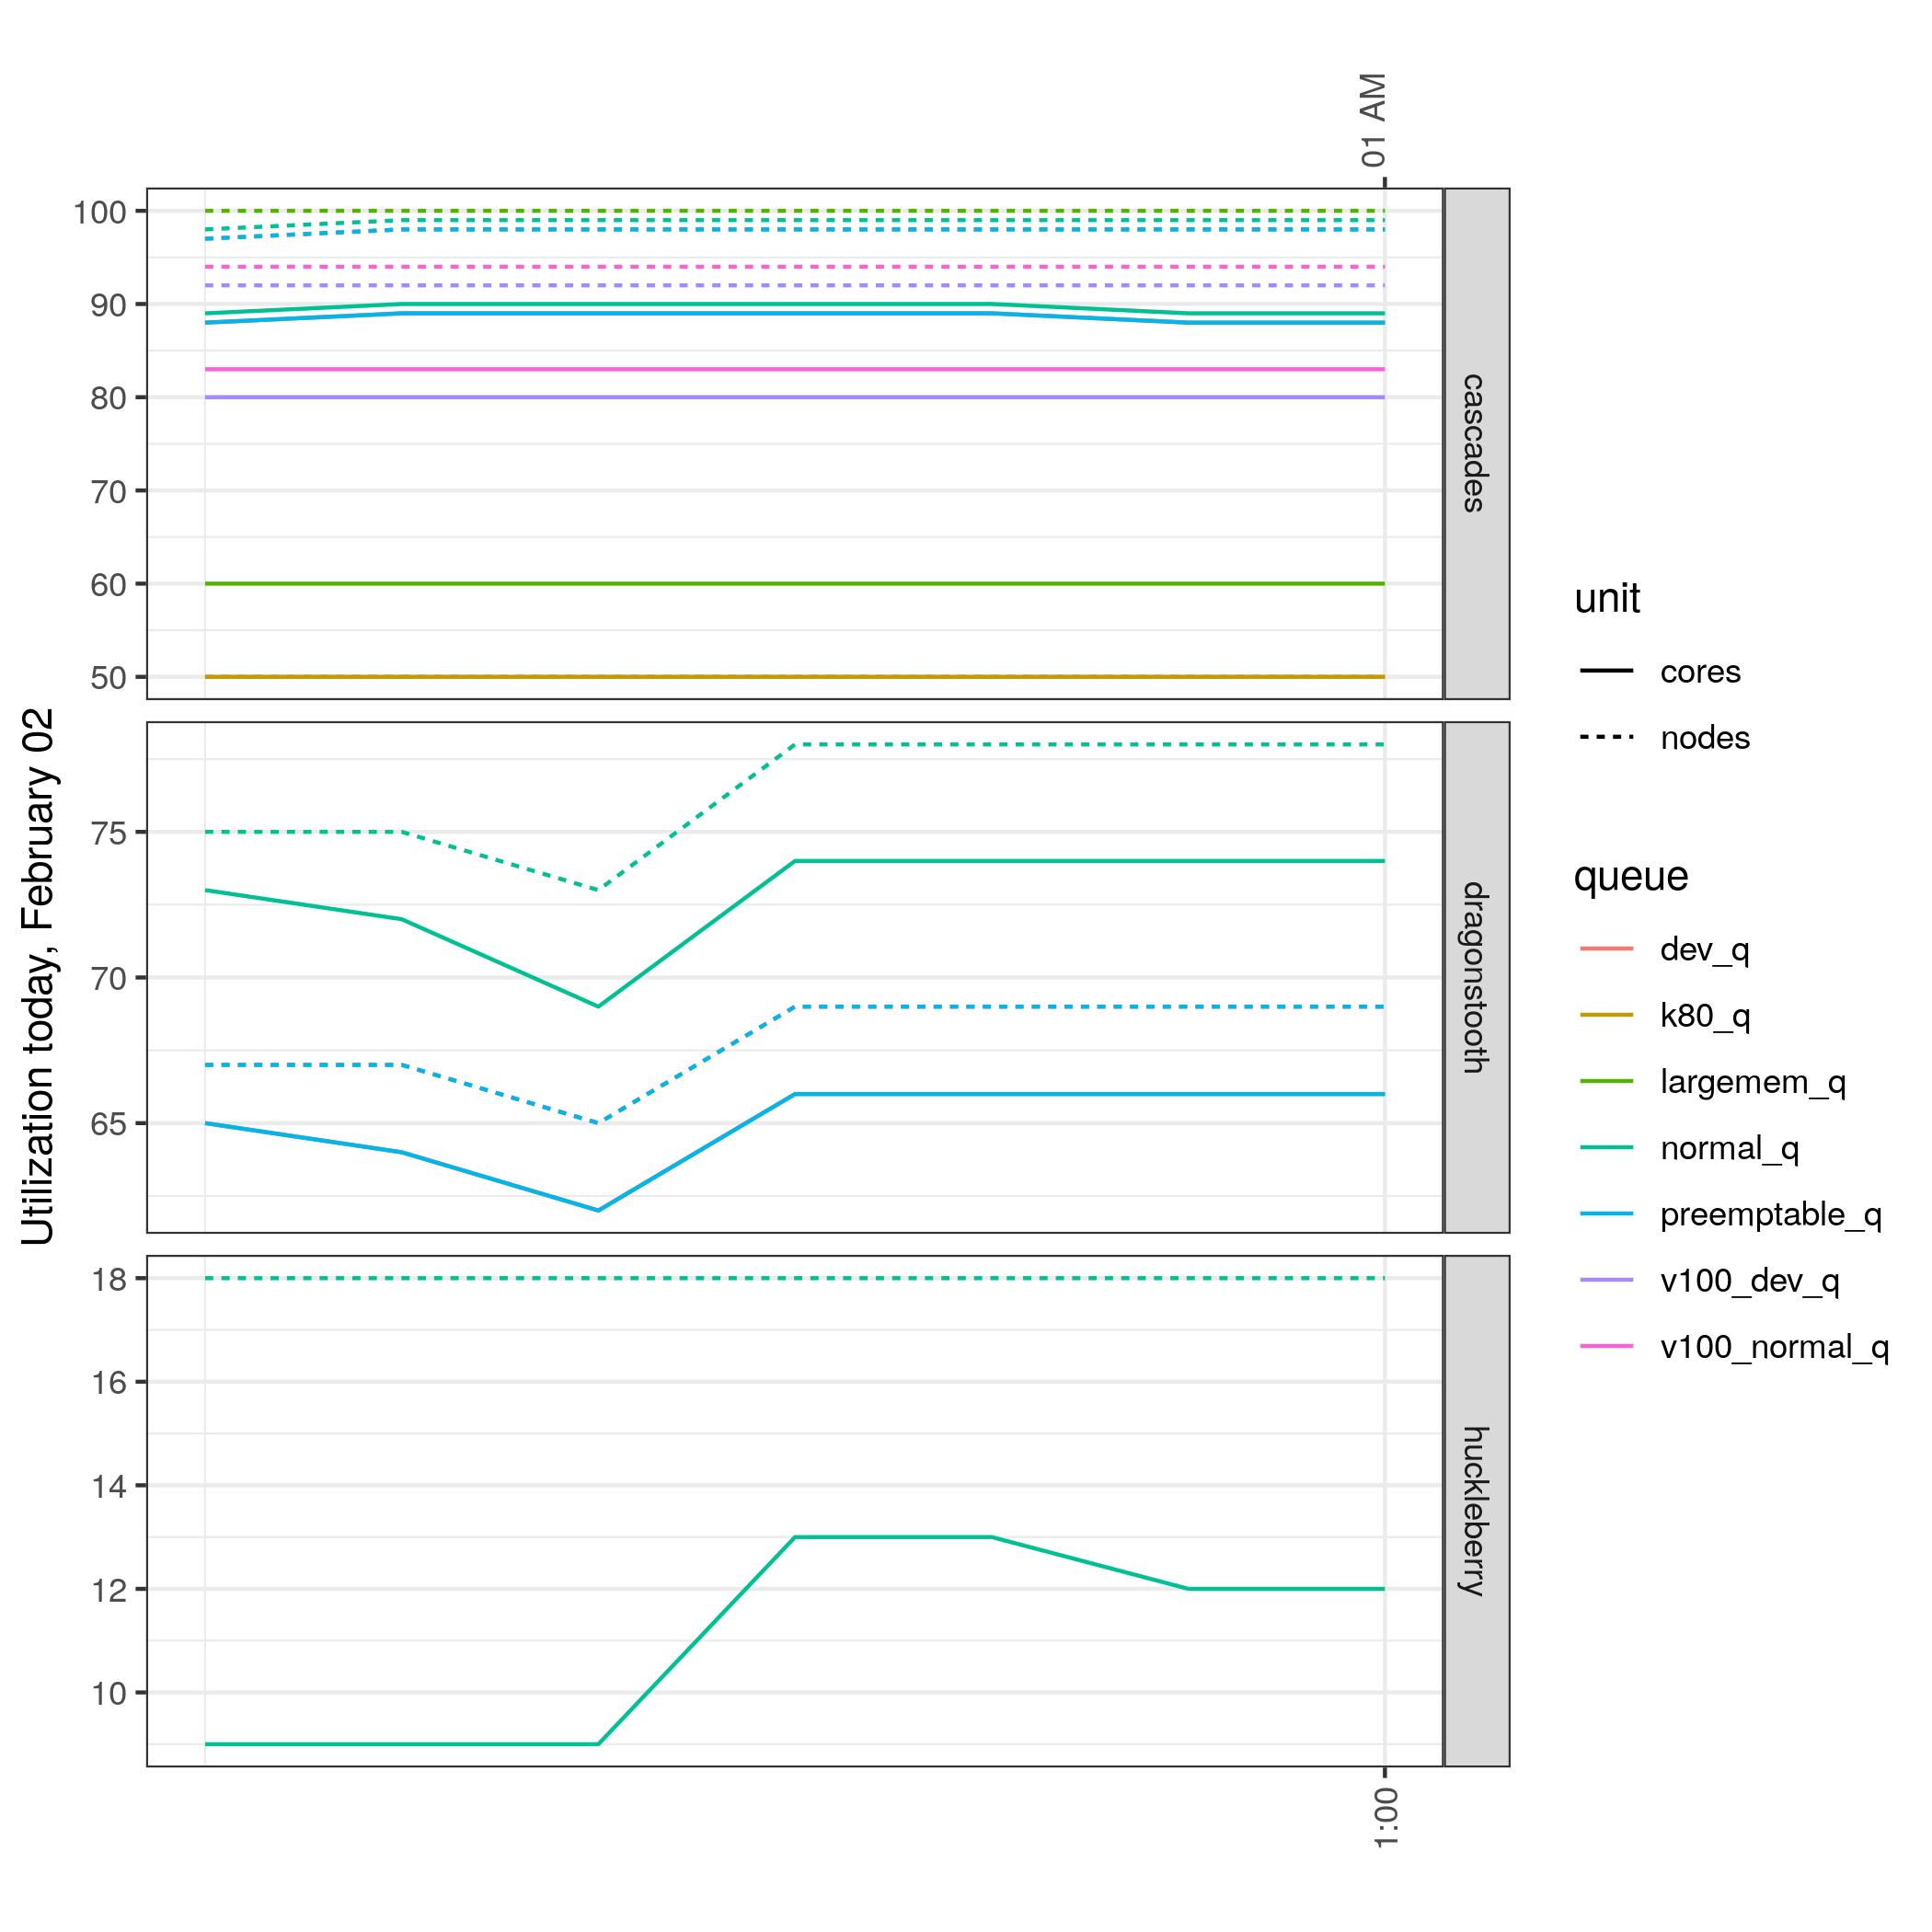 01 AM
100
90
80
70
60
50
cascades
Utilization today, February 02
75
70
65
dragonstooth
18
16
14
12
10
huckleberry
1:00
unit
cores
nodes
queue
dev_q
k80_q
largemem_q
normal_q
preemptable_q
v100_dev_q
v100_normal_q